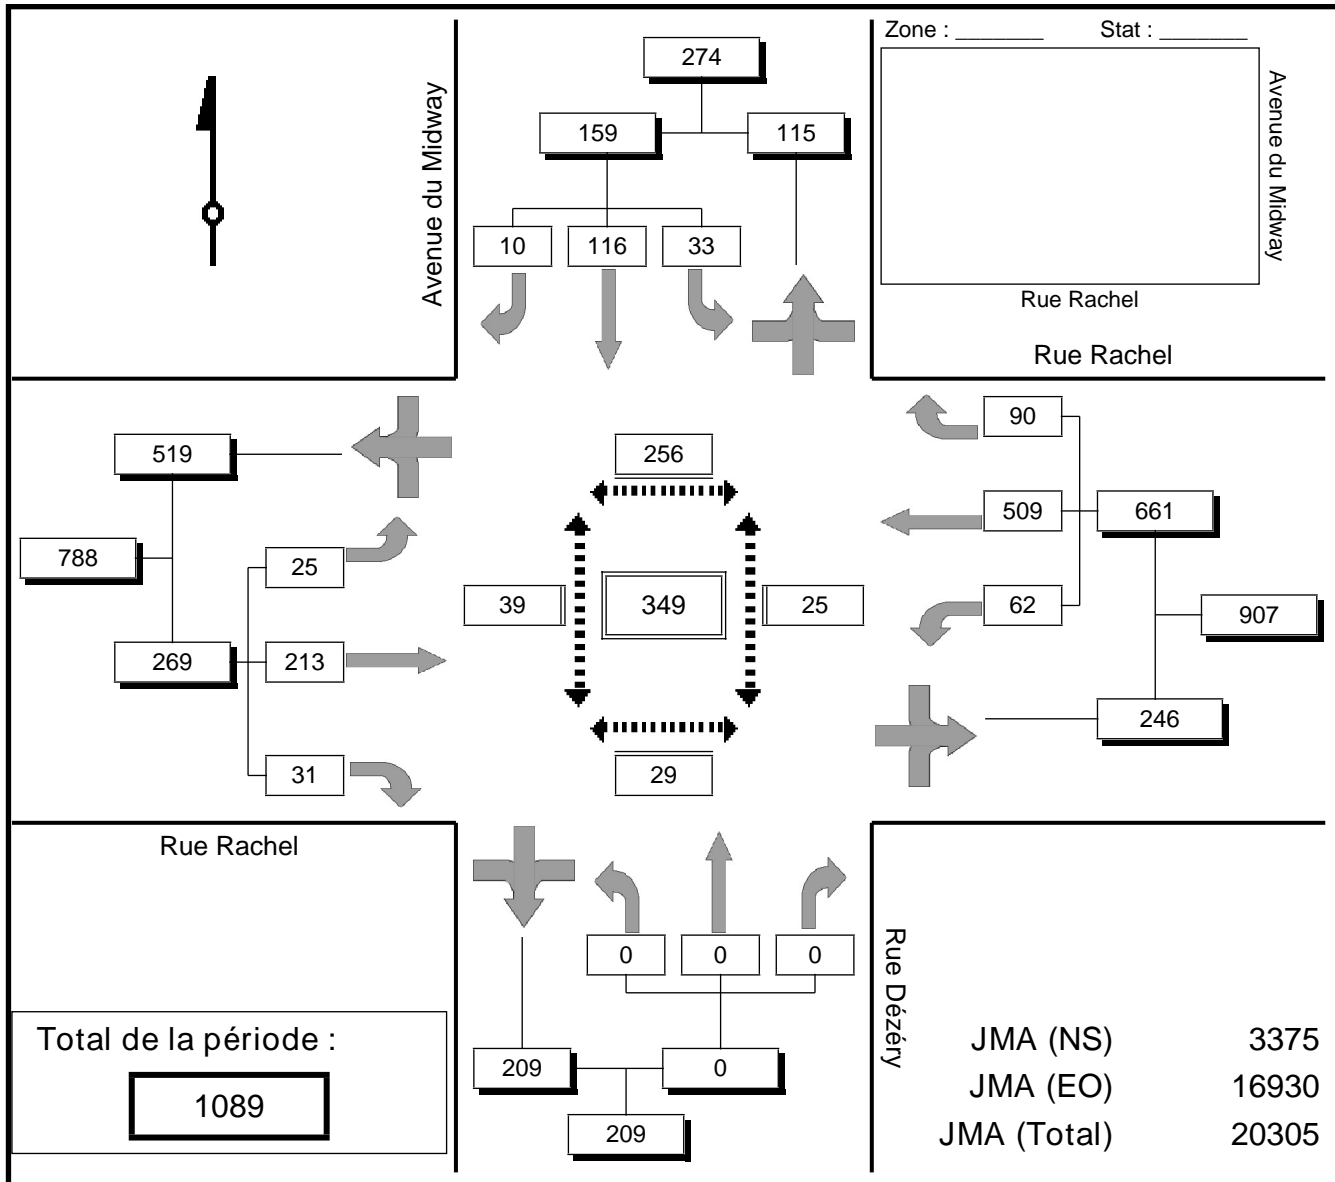 Zone : _______ Stat : _______
274
Avenue du Midway
Avenue du Midway
159 115
10 116 33
Rue Rachel
Rue Rachel
90
519
256
509 661
788
25
39 349 25
62 907
269 213
246
31
29
Rue Rachel
0 0 0
Rue Dézéry
Total de la période :
1089
209 0
209
JMA (NS) 3375
JMA (EO) 16930
JMA (Total) 20305